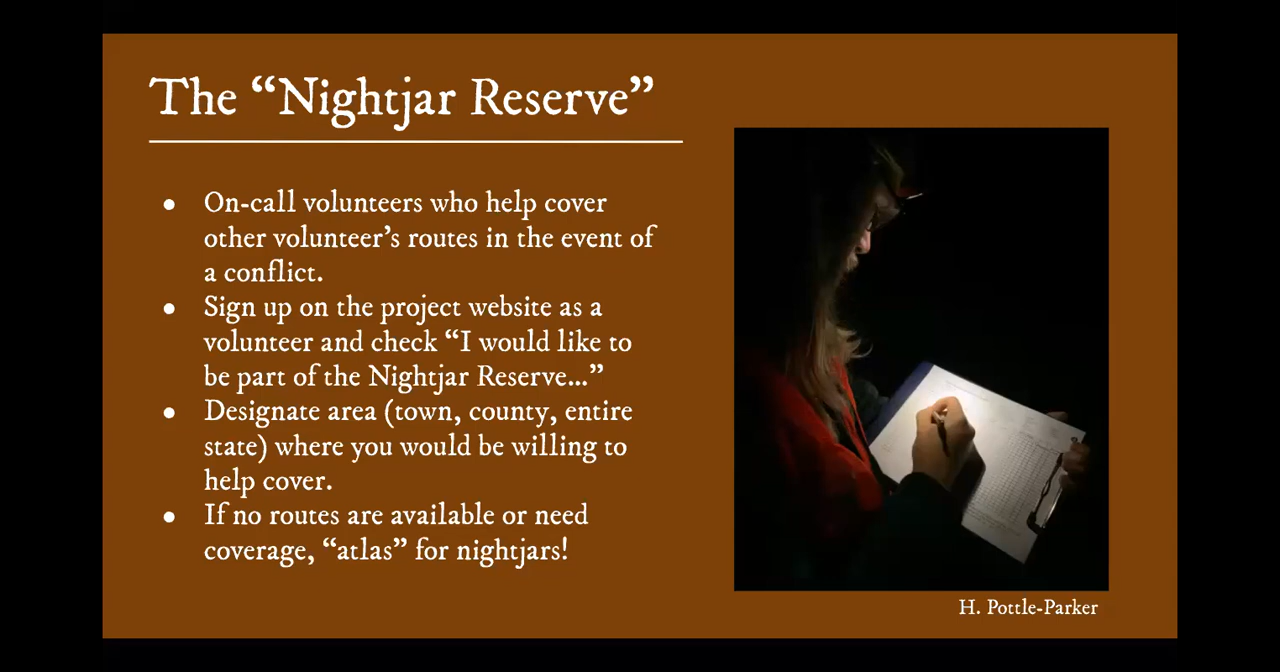 The “Nightjar Reserve”
● On-call volunteers who help cover
other volunteer’s routes in the event of
a conflict.
● Sign up on the project website as a
volunteer and check “I would like to
be part of the Nightjar Reserve...”
● Designate area (town, county, entire
state) where you would be willing to
help cover.
● If no routes are available or need
coverage, “atlas” for nightjars!
H. Pottle-Parker